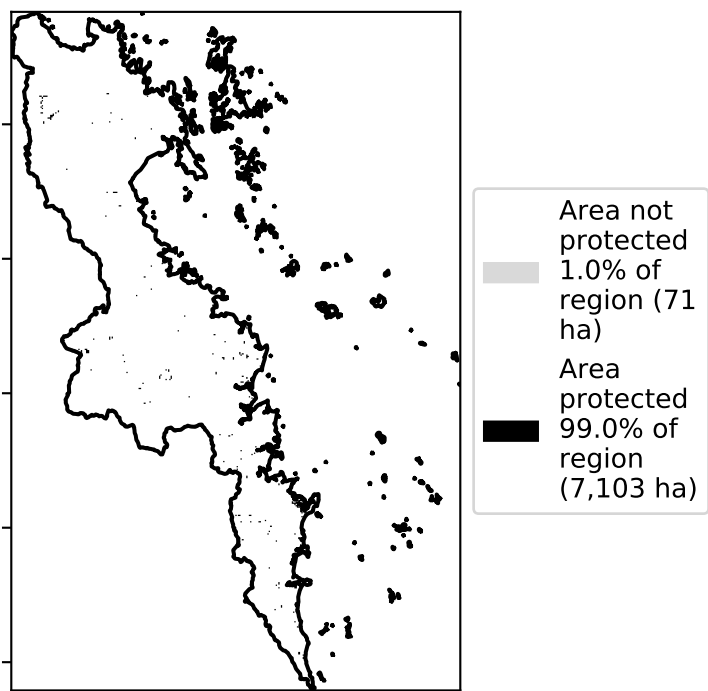 Area not
protected
1.0% of
region (71
ha)
Area
protected
99.0% of
region
(7,103 ha)